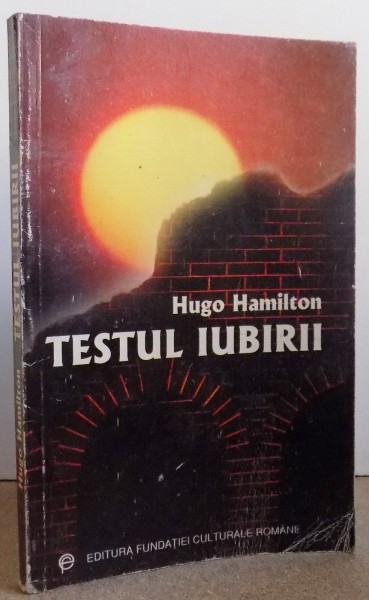 Hugo Hamilton
TESTUL IUBIRII
EDITURA FUNDAȚIEI CULTURALE ROMÂNE
Hugo Hamilton TESTUL IUBIRII